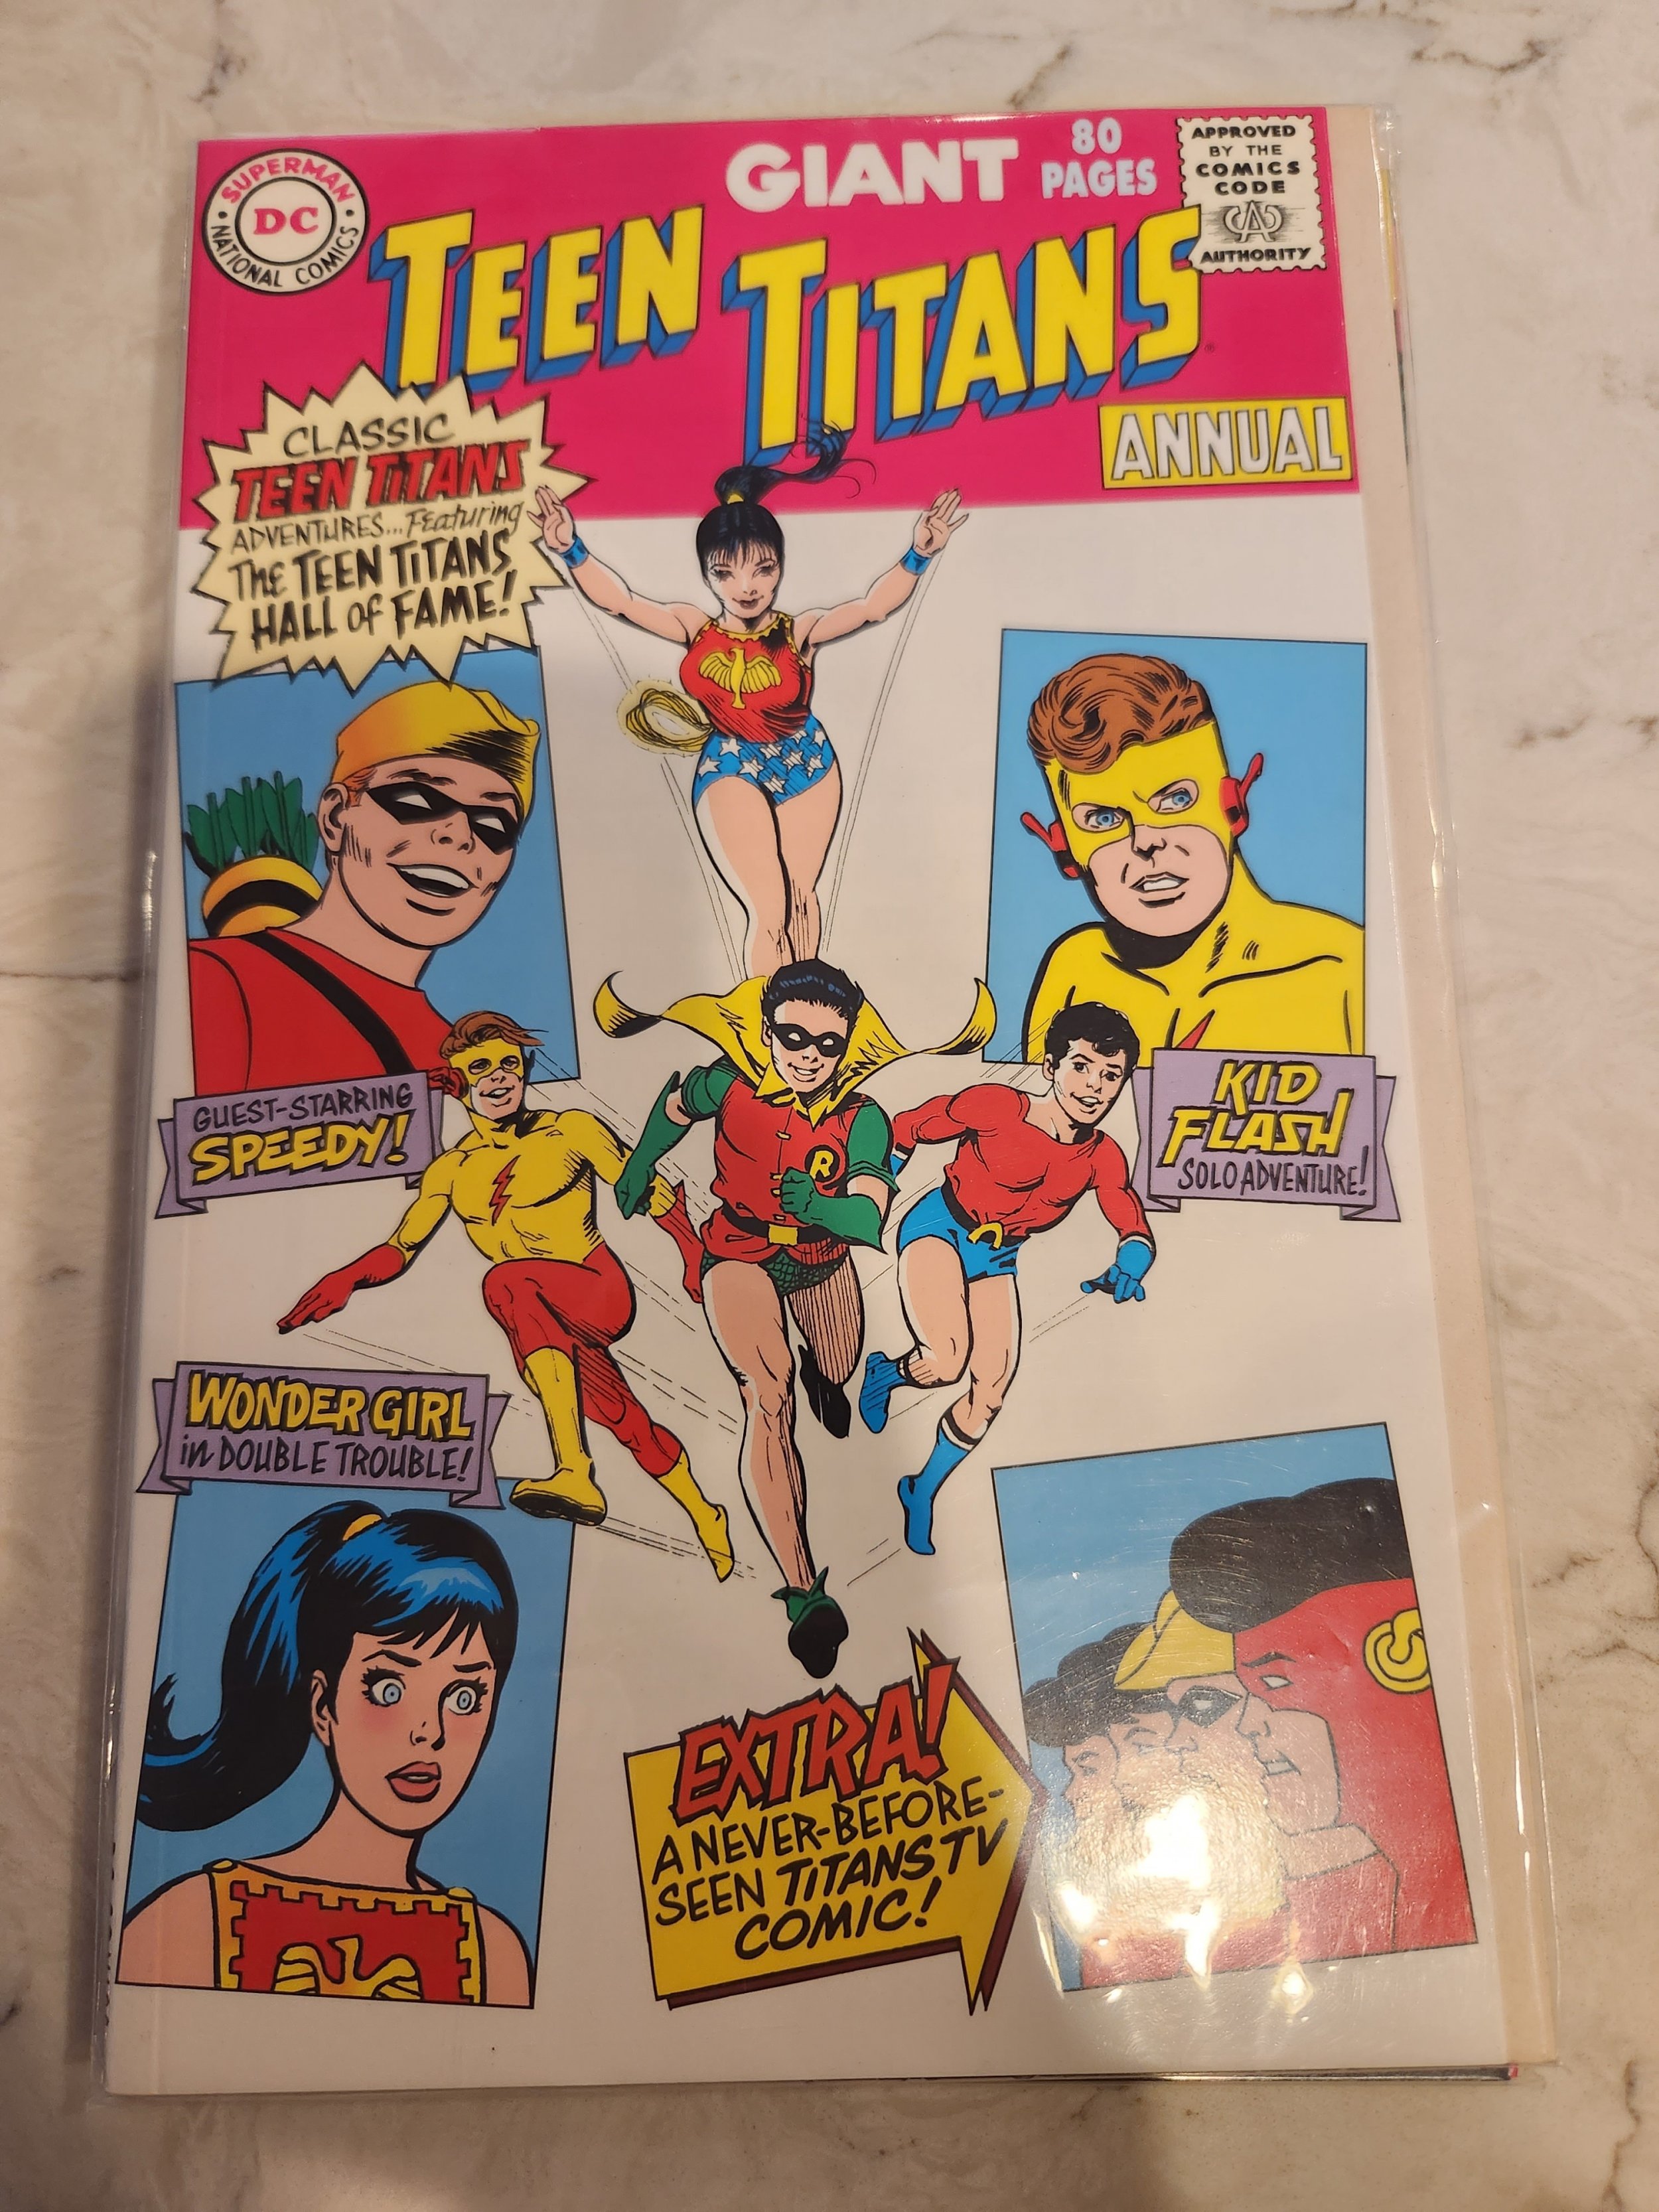 SUPERMAN
DC
NATIONAL COMICS
GIANT
80
PAGES
APPROVED
BY THE
COMICS
CODE
CA
AUTHORITY
TEEN TITANS
ANNUAL
CLASSIC
TEEN TITANS
ADVENTURES...FEATURING
THE TEEN TITANS
HALL OF FAME!
GUEST-STARRING
SPEEDY!
R
KID
FLASH
SOLO ADVENTURE!
WONDER GIRL
in DOUBLE TROUBLE!
EXTRA!
A NEVER-BEFORE-
SEEN TITANS TV
COMIC!